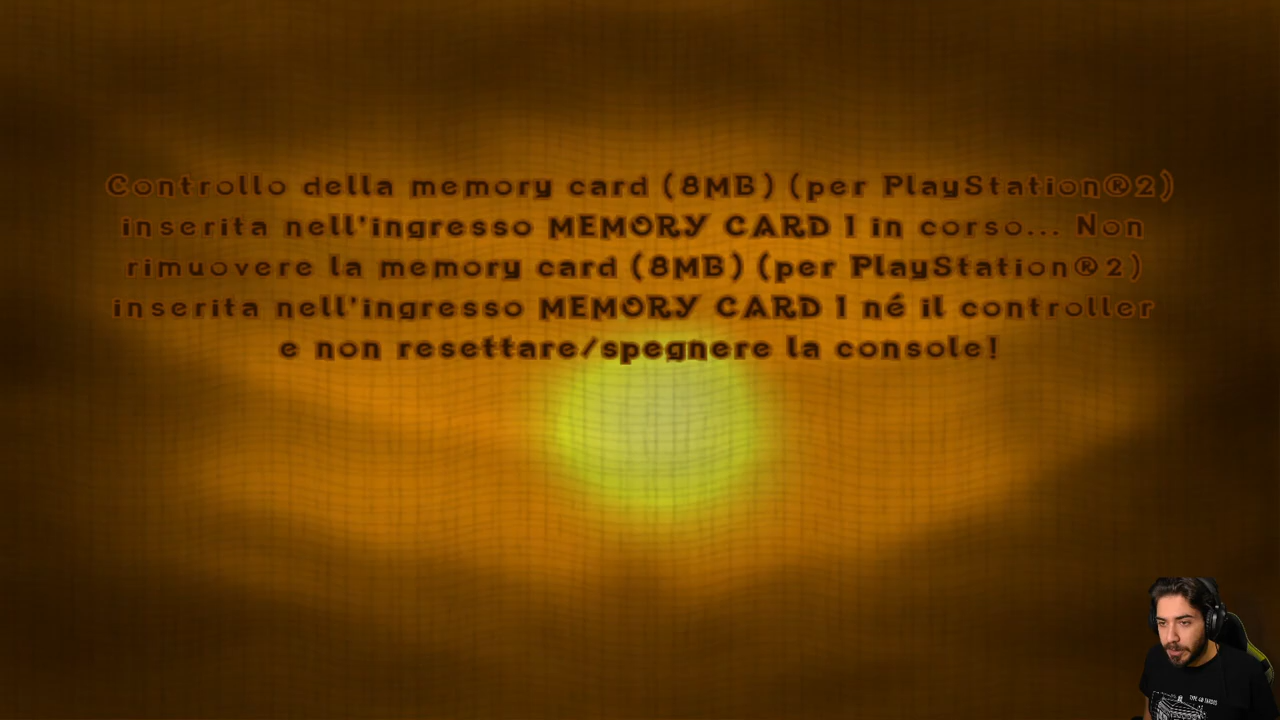 Controllo della memory card (8MB) (per PlayStation®2)
inserita nell'ingresso MEMORY CARD 1 in corso... Non
rimuovere la memory card (8MB) (per PlayStation®2)
inserita nell'ingresso MEMORY CARD 1 né il controller
e non resettare/spegnere la console!